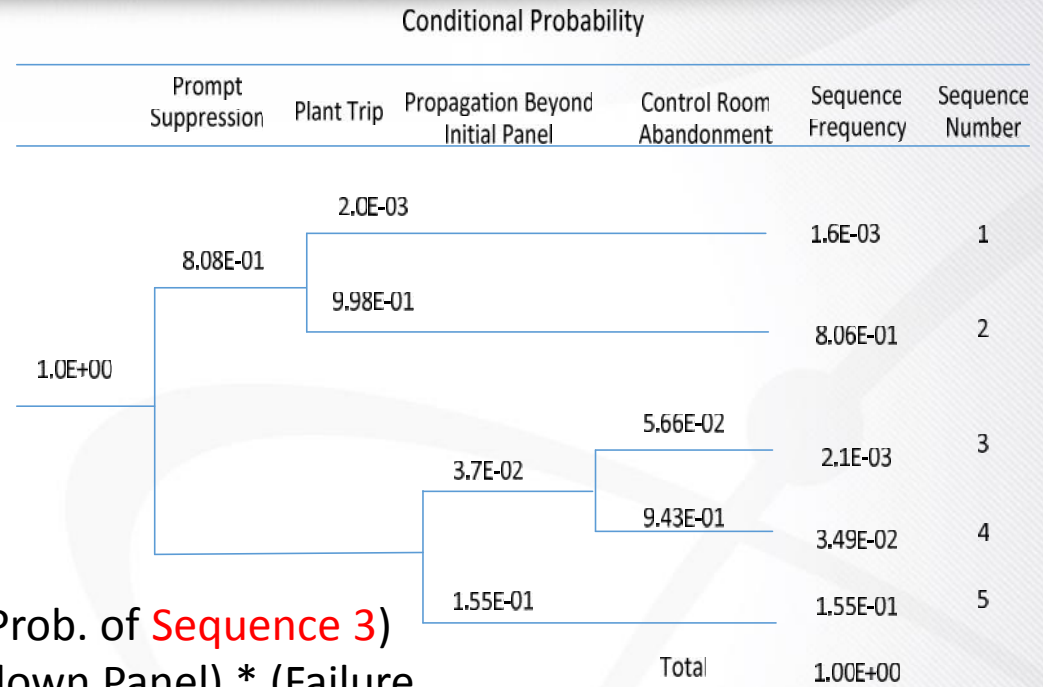 Conditional Probability
Prompt Suppression Plant Trip Propagation Beyond Initial Panel Control Room Abandonment Sequence Frequency Sequence Number
2.0E-03
1.6E-03 1
8.08E-01
9.98E-01
8.06E-01 2
1.0E+00
5.66E-02
2.1E-03 3
3.7E-02
9.43E-01
3.49E-02 4
1.55E-01
1.55E-01 5
Prob. of Sequence 3)
Total 1.00E+00
down Panel) * (Failure